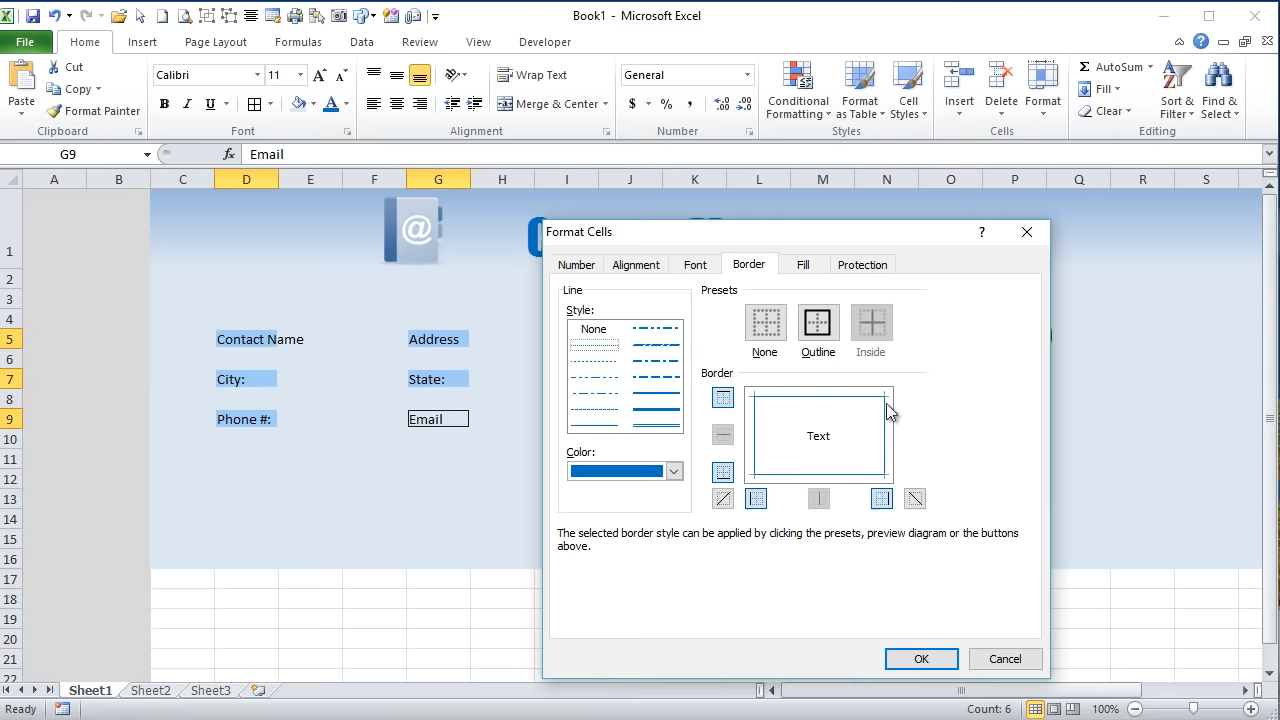 Book1 - Microsoft Excel
File Home Insert Page Layout Formulas Data Review View Developer
Cut
Copy
Format Painter
Paste
Clipboard
Calibri 11
B I U
Font
Wrap Text
Merge & Center
Alignment
General
$ % ,
Number
Conditional Formatting
Format as Table
Cell Styles
Styles
Insert
Delete
Format
Cells
AutoSum
Fill
Clear
Sort & Filter
Find & Select
Editing
G9 fx Email
A B C D E F G H I J K L M N O P Q R S
1
2
3
4
5 Contact Name Address
6
7 City: State:
8
9 Phone #: Email
10
11
12
13
14
15
16
17
18
19
20
21
22
Format Cells ?
Number Alignment Font Border Fill Protection
Line
Style:
None
Color:
Presets
None Outline Inside
Border
Text
The selected border style can be applied by clicking the presets, preview diagram or the buttons
above.
OK Cancel
Sheet1 Sheet2 Sheet3
Ready Count: 6 100%